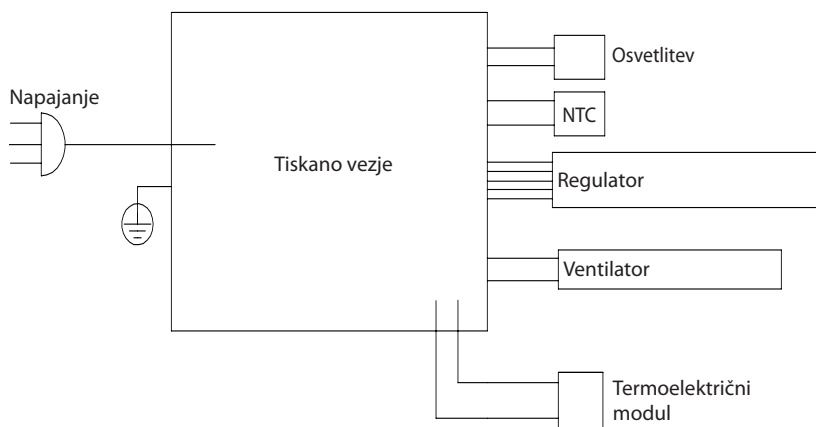 Napajanje
Tiskano vezje
Osvetlitev
NTC
Regulator
Ventilator
Termoelektrični
modul